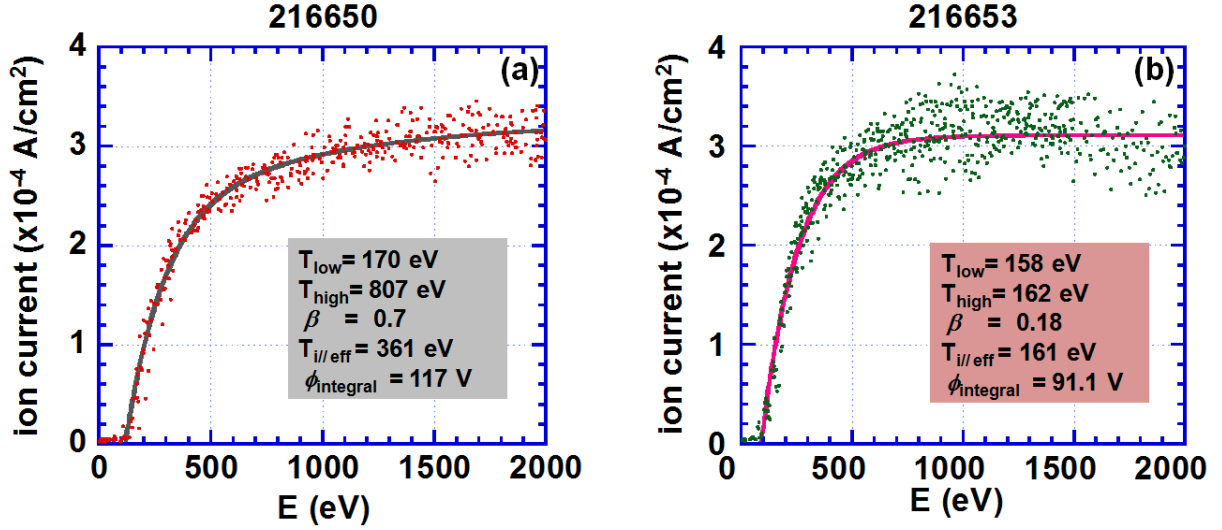 216650
(a)
ion current (x10⁻⁴ A/cm²)
4
3
2
1
0
T_low = 170 eV
T_high = 807 eV
β = 0.7
T_i// eff = 361 eV
ϕ_integral = 117 V
0 500 1000 1500 2000
E (eV)
216653
(b)
ion current (x10⁻⁴ A/cm²)
4
3
2
1
0
T_low = 158 eV
T_high = 162 eV
β = 0.18
T_i// eff = 161 eV
ϕ_integral = 91.1 V
0 500 1000 1500 2000
E (eV)